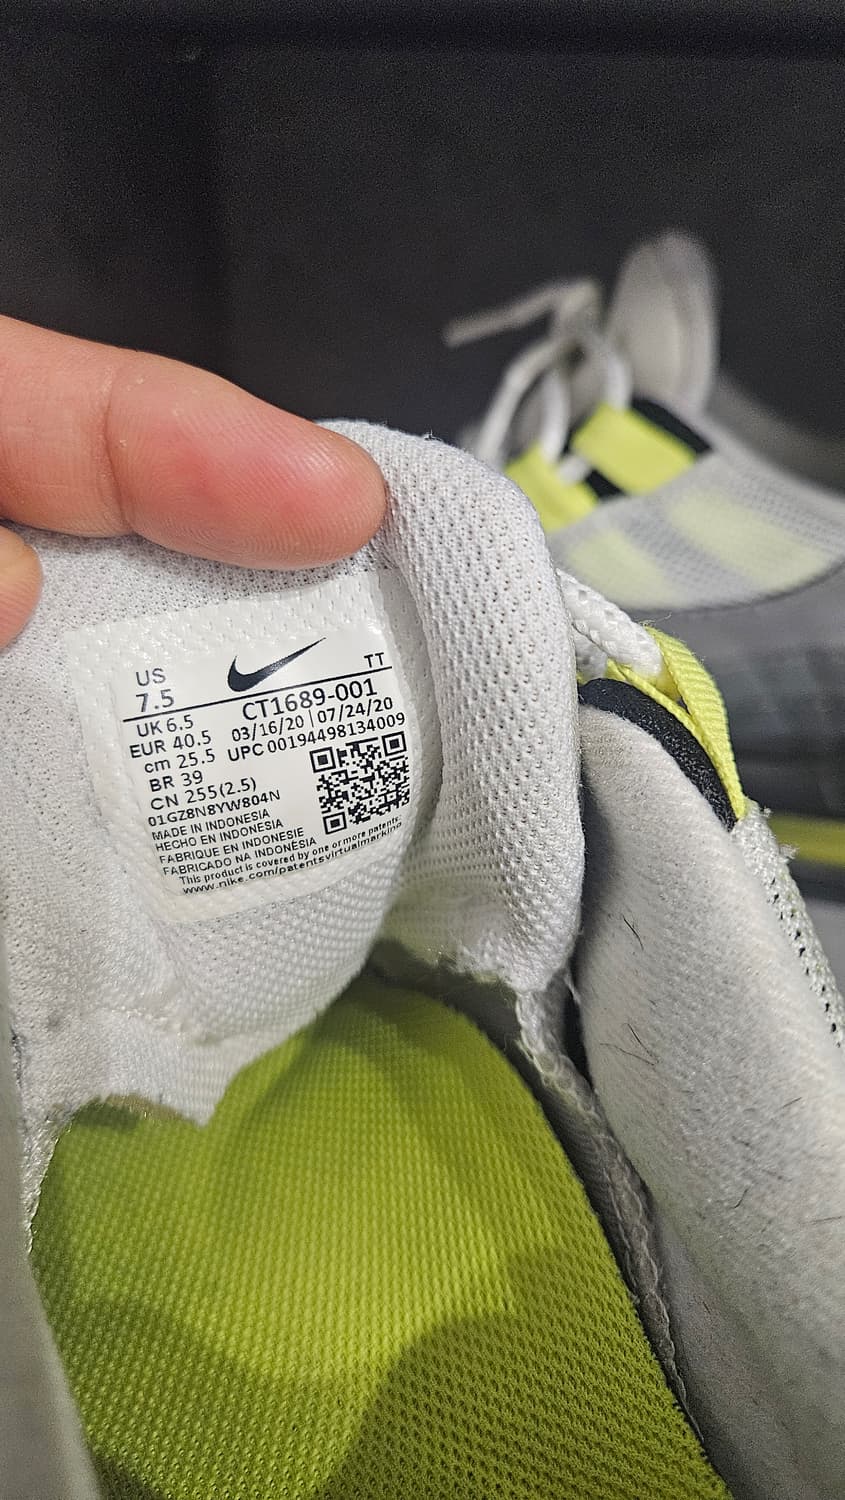 US
7.5
TT
CT1689-001
UK 6.5
03/16/20 | 07/24/20
EUR 40.5
UPC 00194498134009
cm 25.5
BR 39
CN 255(2.5)
01GZ8N8YW804N
MADE IN INDONESIA
HECHO EN INDONESIA
FABRIQUE EN INDONESIE
FABRICADO NA INDONÉSIA
This product is covered by one or more patents:
www.nike.com/patentsvirtualmarking